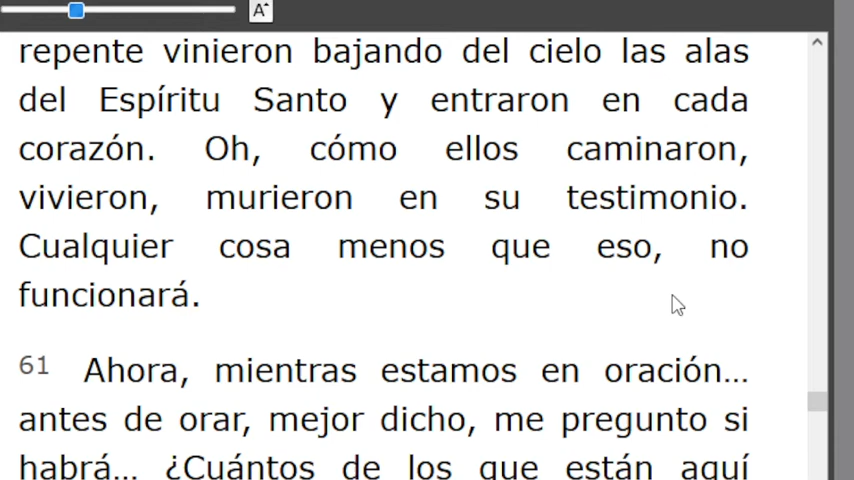 A
repente vinieron bajando del cielo las alas
del Espíritu Santo y entraron en cada
corazón. Oh, cómo ellos caminaron,
vivieron, murieron en su testimonio.
Cualquier cosa menos que eso, no
funcionará.
61 Ahora, mientras estamos en oración…
antes de orar, mejor dicho, me pregunto si
habrá… ¿Cuántos de los que están aquí